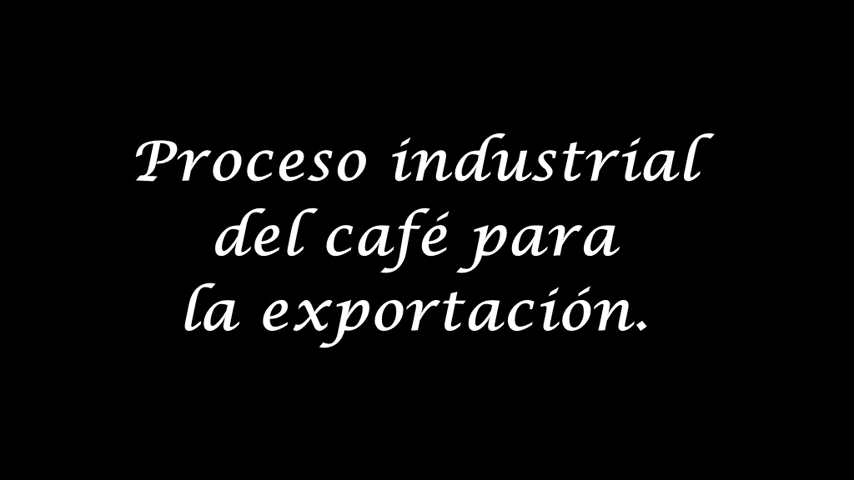 Proceso industrial
del café para
la exportación.